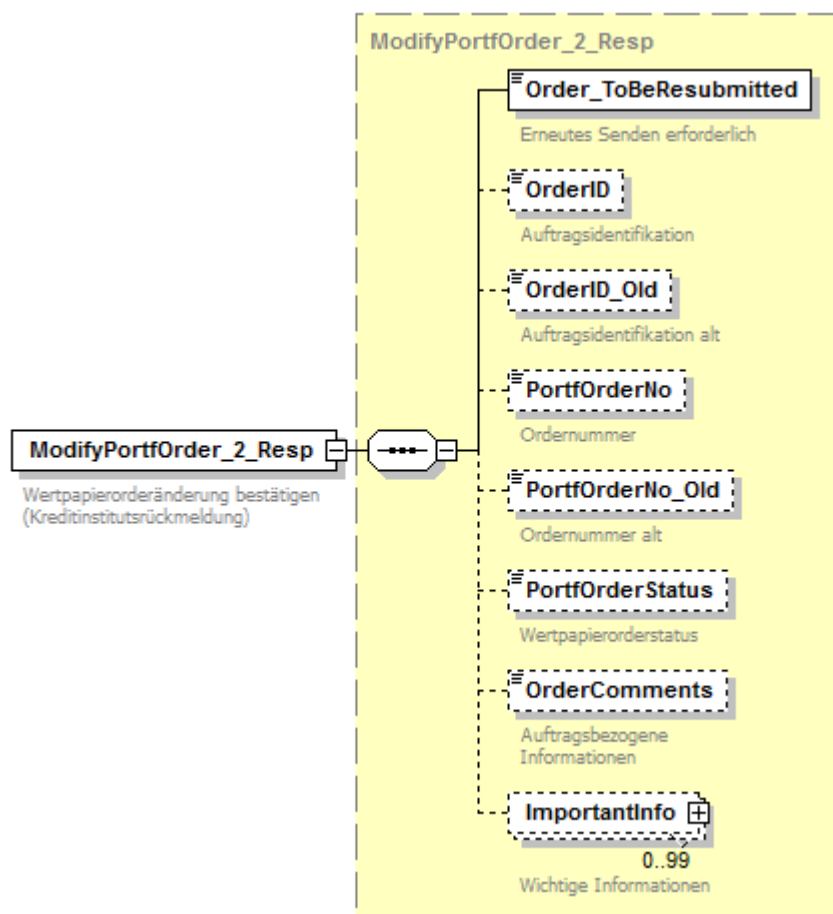 ModifyPortfOrder_2_Resp
Order_ToBeResubmitted
Erneutes Senden erforderlich
OrderID
Auftragsidentifikation
OrderID_Old
Auftragsidentifikation alt
PortfOrderNo
Ordernummer
ModifyPortfOrder_2_Resp
Wertpapierorderänderung bestätigen
(Kreditinstitutsrückmeldung)
PortfOrderNo_Old
Ordernummer alt
PortfOrderStatus
Wertpapierorderstatus
OrderComments
Auftragsbezogene
Informationen
ImportantInfo
0..99
Wichtige Informationen